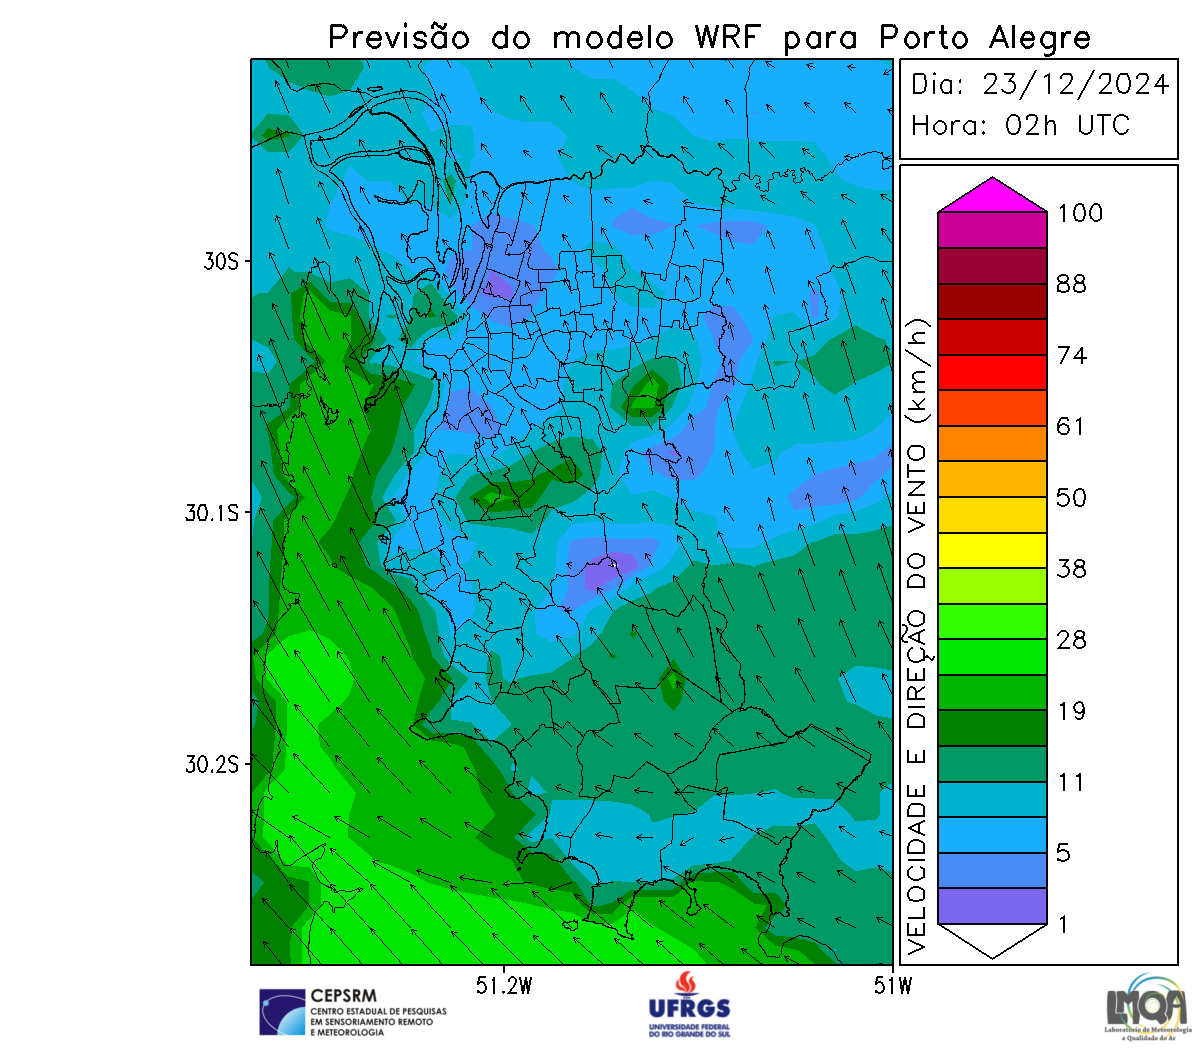 Previsão do modelo WRF para Porto Alegre
Dia: 23/12/2024
Hora: 02h UTC
30S
30.1S
30.2S
51.2W
51W
VELOCIDADE E DIREÇÃO DO VENTO (km/h)
100
88
74
61
50
38
28
19
11
5
1
CEPSRM
CENTRO ESTADUAL DE PESQUISAS
EM SENSORIAMENTO REMOTO
E METEOROLOGIA
UFRGS
UNIVERSIDADE FEDERAL
DO RIO GRANDE DO SUL
LMQA
Laboratório de Meteorologia
e Qualidade do Ar